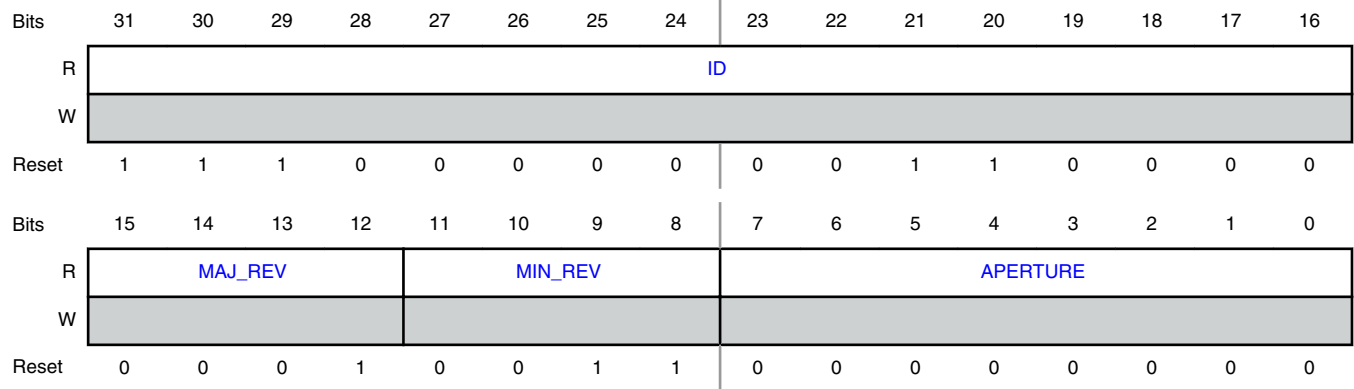 Bits 31 30 29 28 27 26 25 24 23 22 21 20 19 18 17 16
R ID
W
Reset 1 1 1 0 0 0 0 0 0 0 1 1 0 0 0 0
Bits 15 14 13 12 11 10 9 8 7 6 5 4 3 2 1 0
R MAJ_REV MIN_REV APERTURE
W
Reset 0 0 0 1 0 0 1 1 0 0 0 0 0 0 0 0